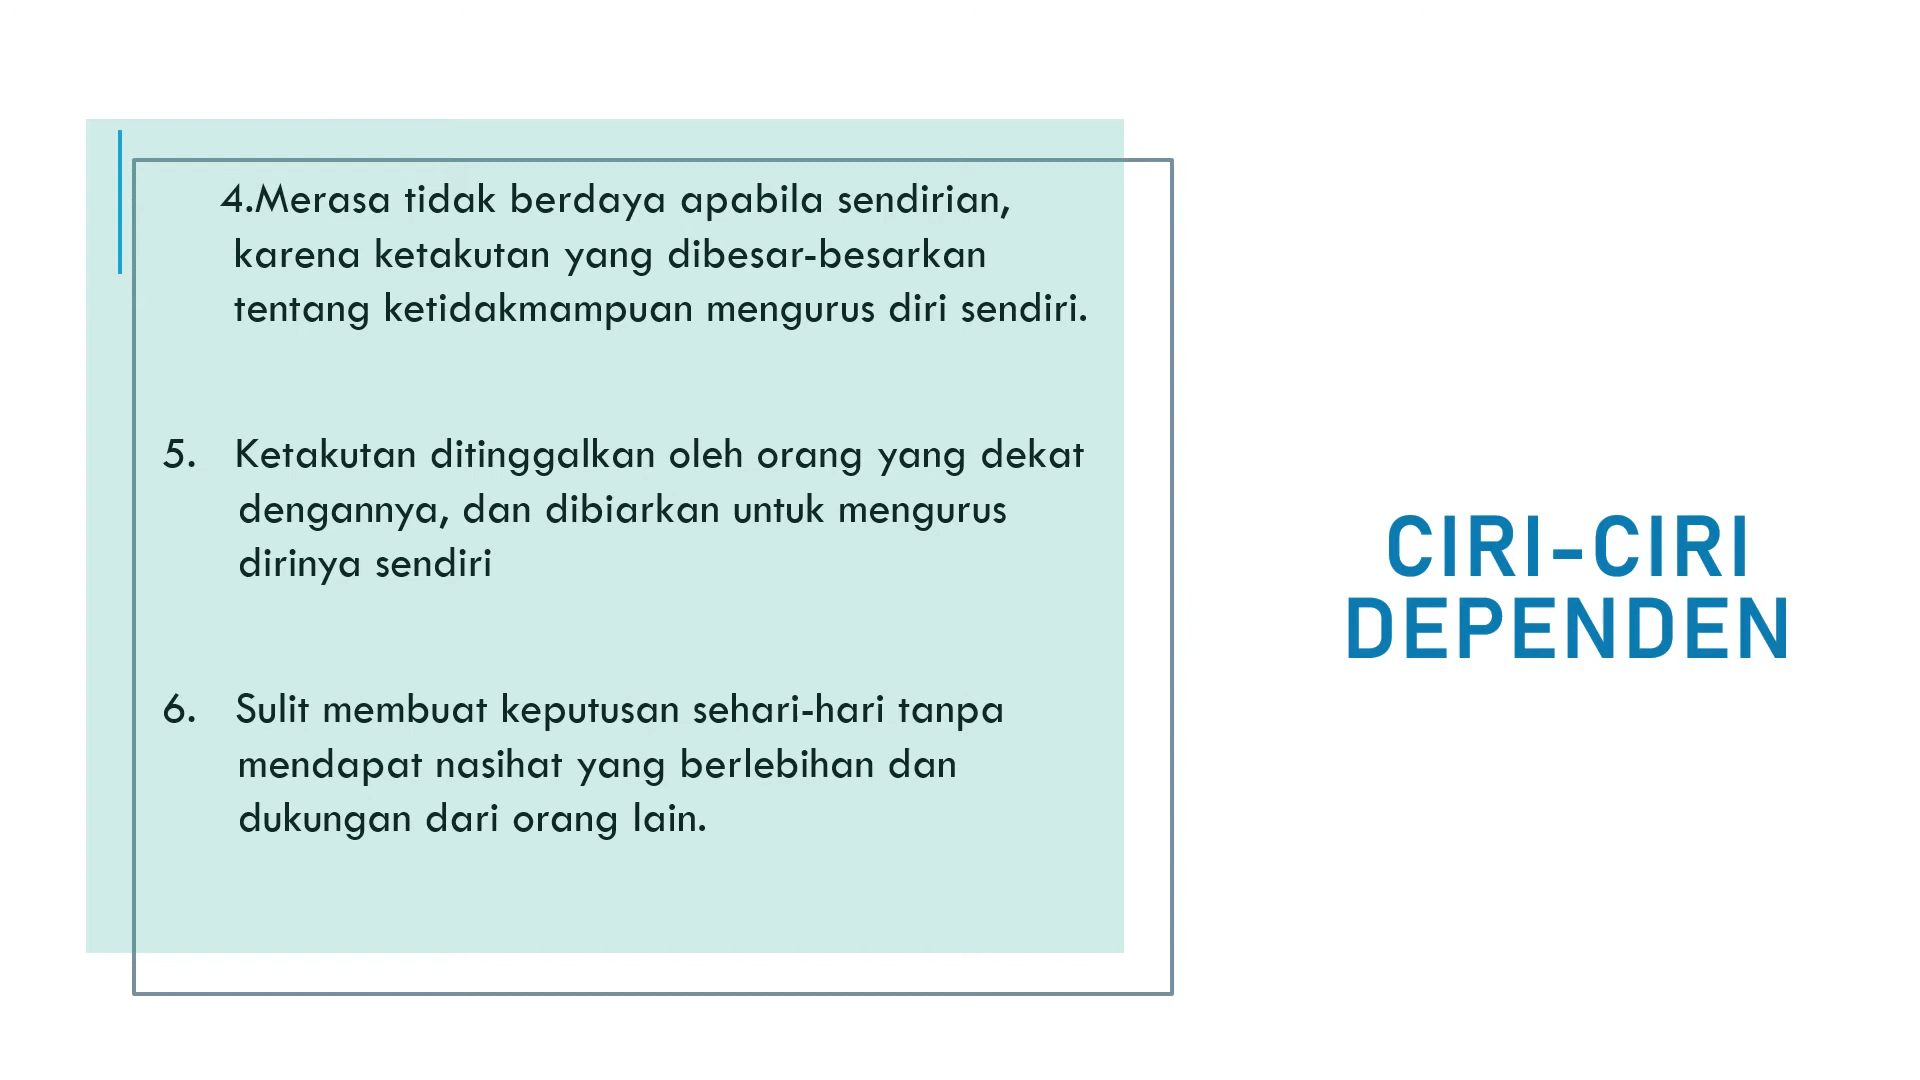 4.Merasa tidak berdaya apabila sendirian,
karena ketakutan yang dibesar-besarkan
tentang ketidakmampuan mengurus diri sendiri.
5. Ketakutan ditinggalkan oleh orang yang dekat
dengannya, dan dibiarkan untuk mengurus
dirinya sendiri
6. Sulit membuat keputusan sehari-hari tanpa
mendapat nasihat yang berlebihan dan
dukungan dari orang lain.
CIRI-CIRI
DEPENDEN